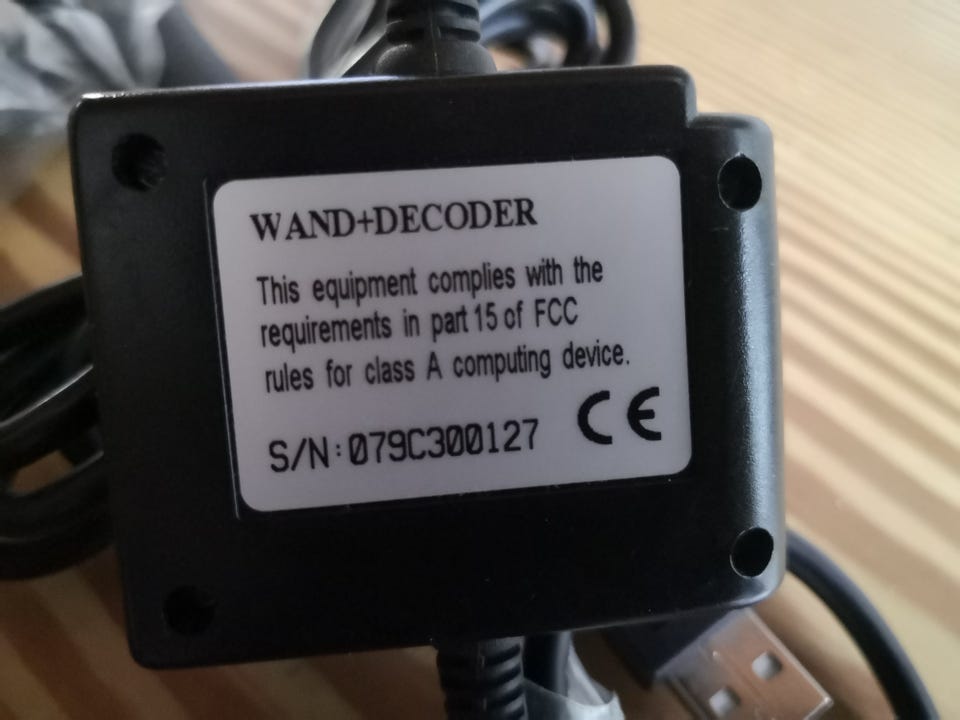 WAND+DECODER
This equipment complies with the
requirements in part 15 of FCC
rules for class A computing device.
S/N:079C300127 CE